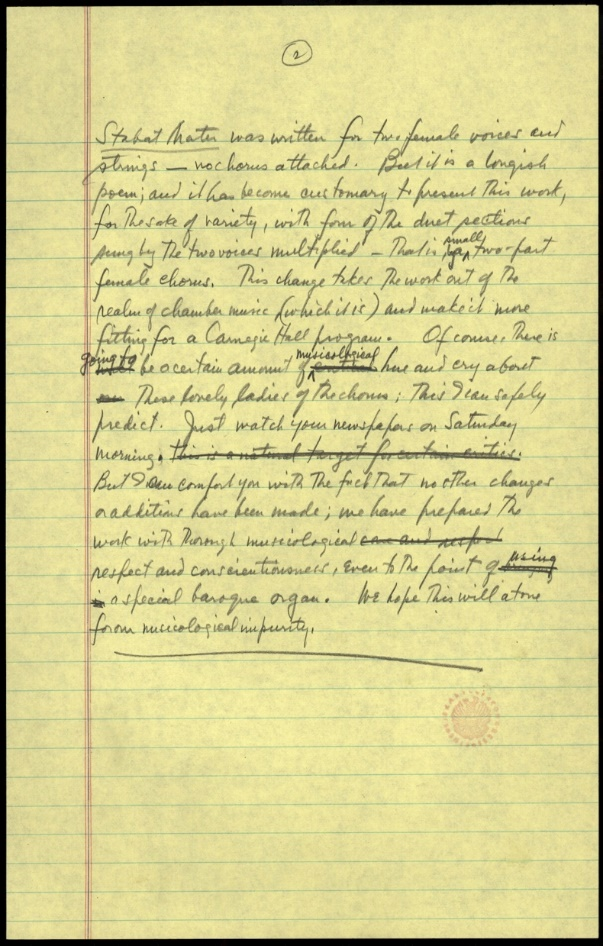 2
Stabat Mater was written for two female voices and
strings — no chorus attached. But it is a longish
poem; and it has become customary to present this work,
for the sake of variety, with four of the duet sections
sung by the two voices multiplied — that is, a small two-part
female chorus. This change takes the work out of the
realm of chamber music (which it is) and makes it more
fitting for a Carnegie Hall program. Of course, there is
going to be a certain amount of musicological hue and cry about
these lovely ladies of the chorus; this I can safely
predict. Just watch your newspapers on Saturday
morning. this is a natural target for certain critics.
But I can comfort you with the fact that no other changes
or additions have been made; we have prepared the
work with thorough musicological care and respect
respect and conscientiousness, even to the point of using
a special baroque organ. We hope this will atone
for our musicological impurity.